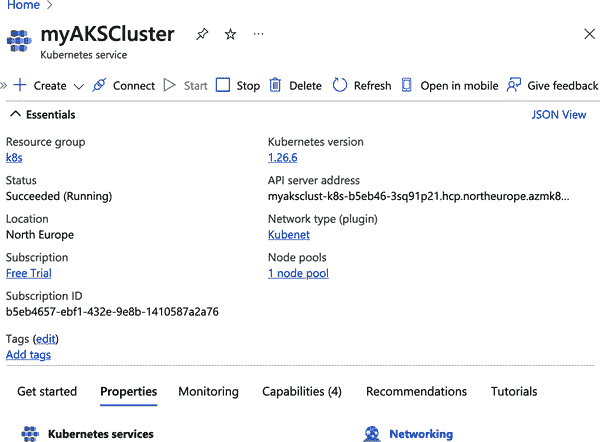 Home >
myAKSCluster ...
Kubernetes service
» Create Connect Start Stop Delete Refresh Open in mobile Give feedback
Essentials JSON View
Resource group Kubernetes version
k8s 1.26.6
Status API server address
Succeeded (Running) myaksclust-k8s-b5eb46-3sq91p21.hcp.northeurope.azmk8...
Location Network type (plugin)
North Europe Kubenet
Subscription Node pools
Free Trial 1 node pool
Subscription ID
b5eb4657-ebf1-432e-9e8b-1410587a2a76
Tags (edit)
Add tags
Get started Properties Monitoring Capabilities (4) Recommendations Tutorials
Kubernetes services Networking